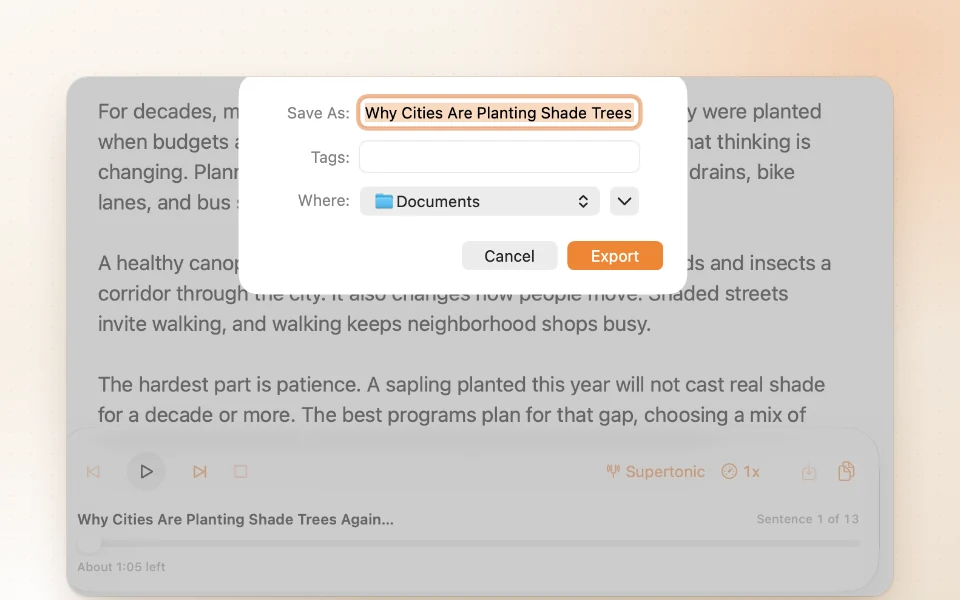 For decades, m
y were planted
when budgets a
hat thinking is
changing. Plann
drains, bike
lanes, and bus s
Save As: Why Cities Are Planting Shade Trees
Tags:
Where: Documents
Cancel Export
A healthy canop
ds and insects a
corridor through the city. It also changes how people move. Shaded streets
invite walking, and walking keeps neighborhood shops busy.
The hardest part is patience. A sapling planted this year will not cast real shade
for a decade or more. The best programs plan for that gap, choosing a mix of
Supertonic 1x
Why Cities Are Planting Shade Trees Again...
Sentence 1 of 13
About 1:05 left